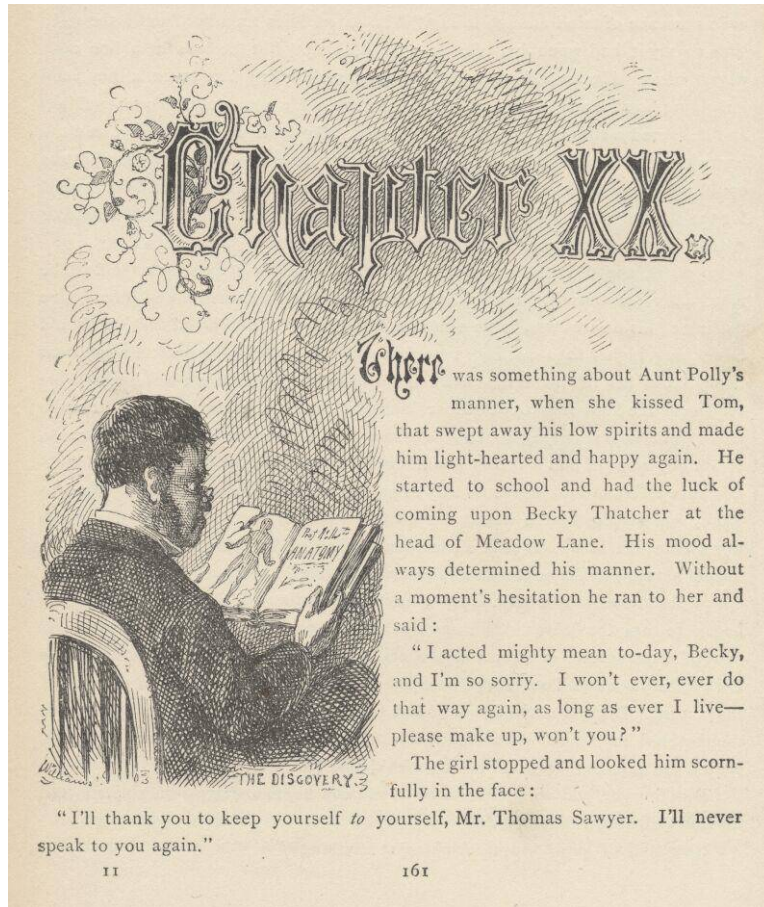 Chapter XX.
There was something about Aunt Polly's
manner, when she kissed Tom,
that swept away his low spirits and made
him light-hearted and happy again. He
started to school and had the luck of
coming upon Becky Thatcher at the
head of Meadow Lane. His mood al-
ways determined his manner. Without
a moment's hesitation he ran to her and
said:
"I acted mighty mean to-day, Becky,
and I'm so sorry. I won't ever, ever do
that way again, as long as ever I live—
please make up, won't you?"
The girl stopped and looked him scorn-
fully in the face:
"I'll thank you to keep yourself to yourself, Mr. Thomas Sawyer. I'll never
speak to you again."
11 161
ANATOMY
Williams
THE DISCOVERY.